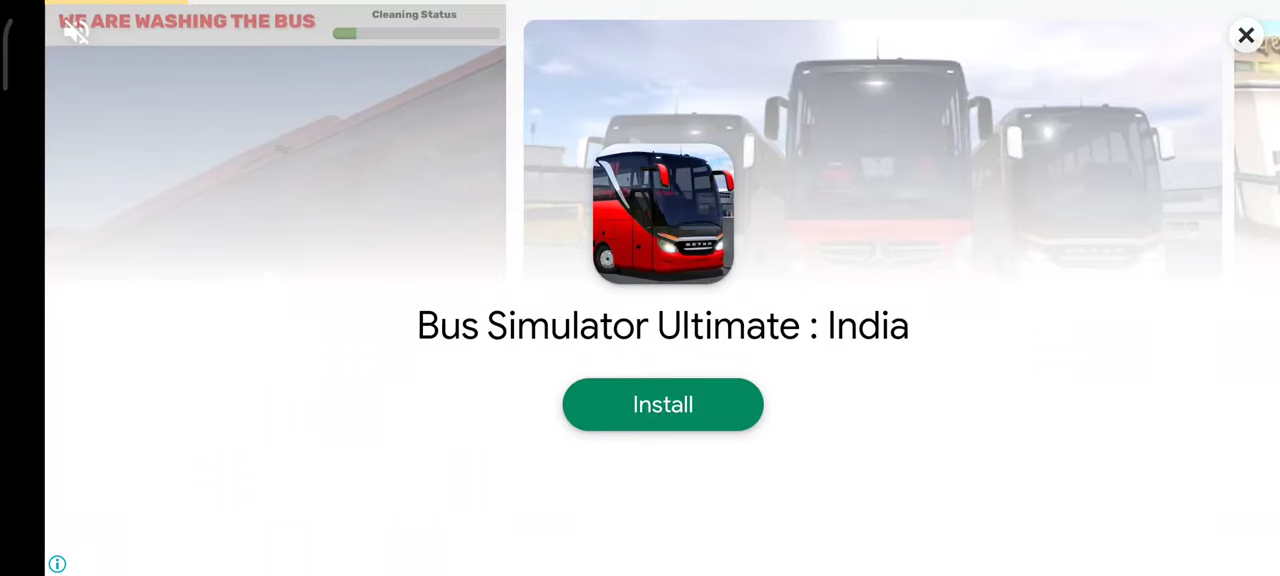 WE ARE WASHING THE BUS
Cleaning Status
Bus Simulator Ultimate : India
Install